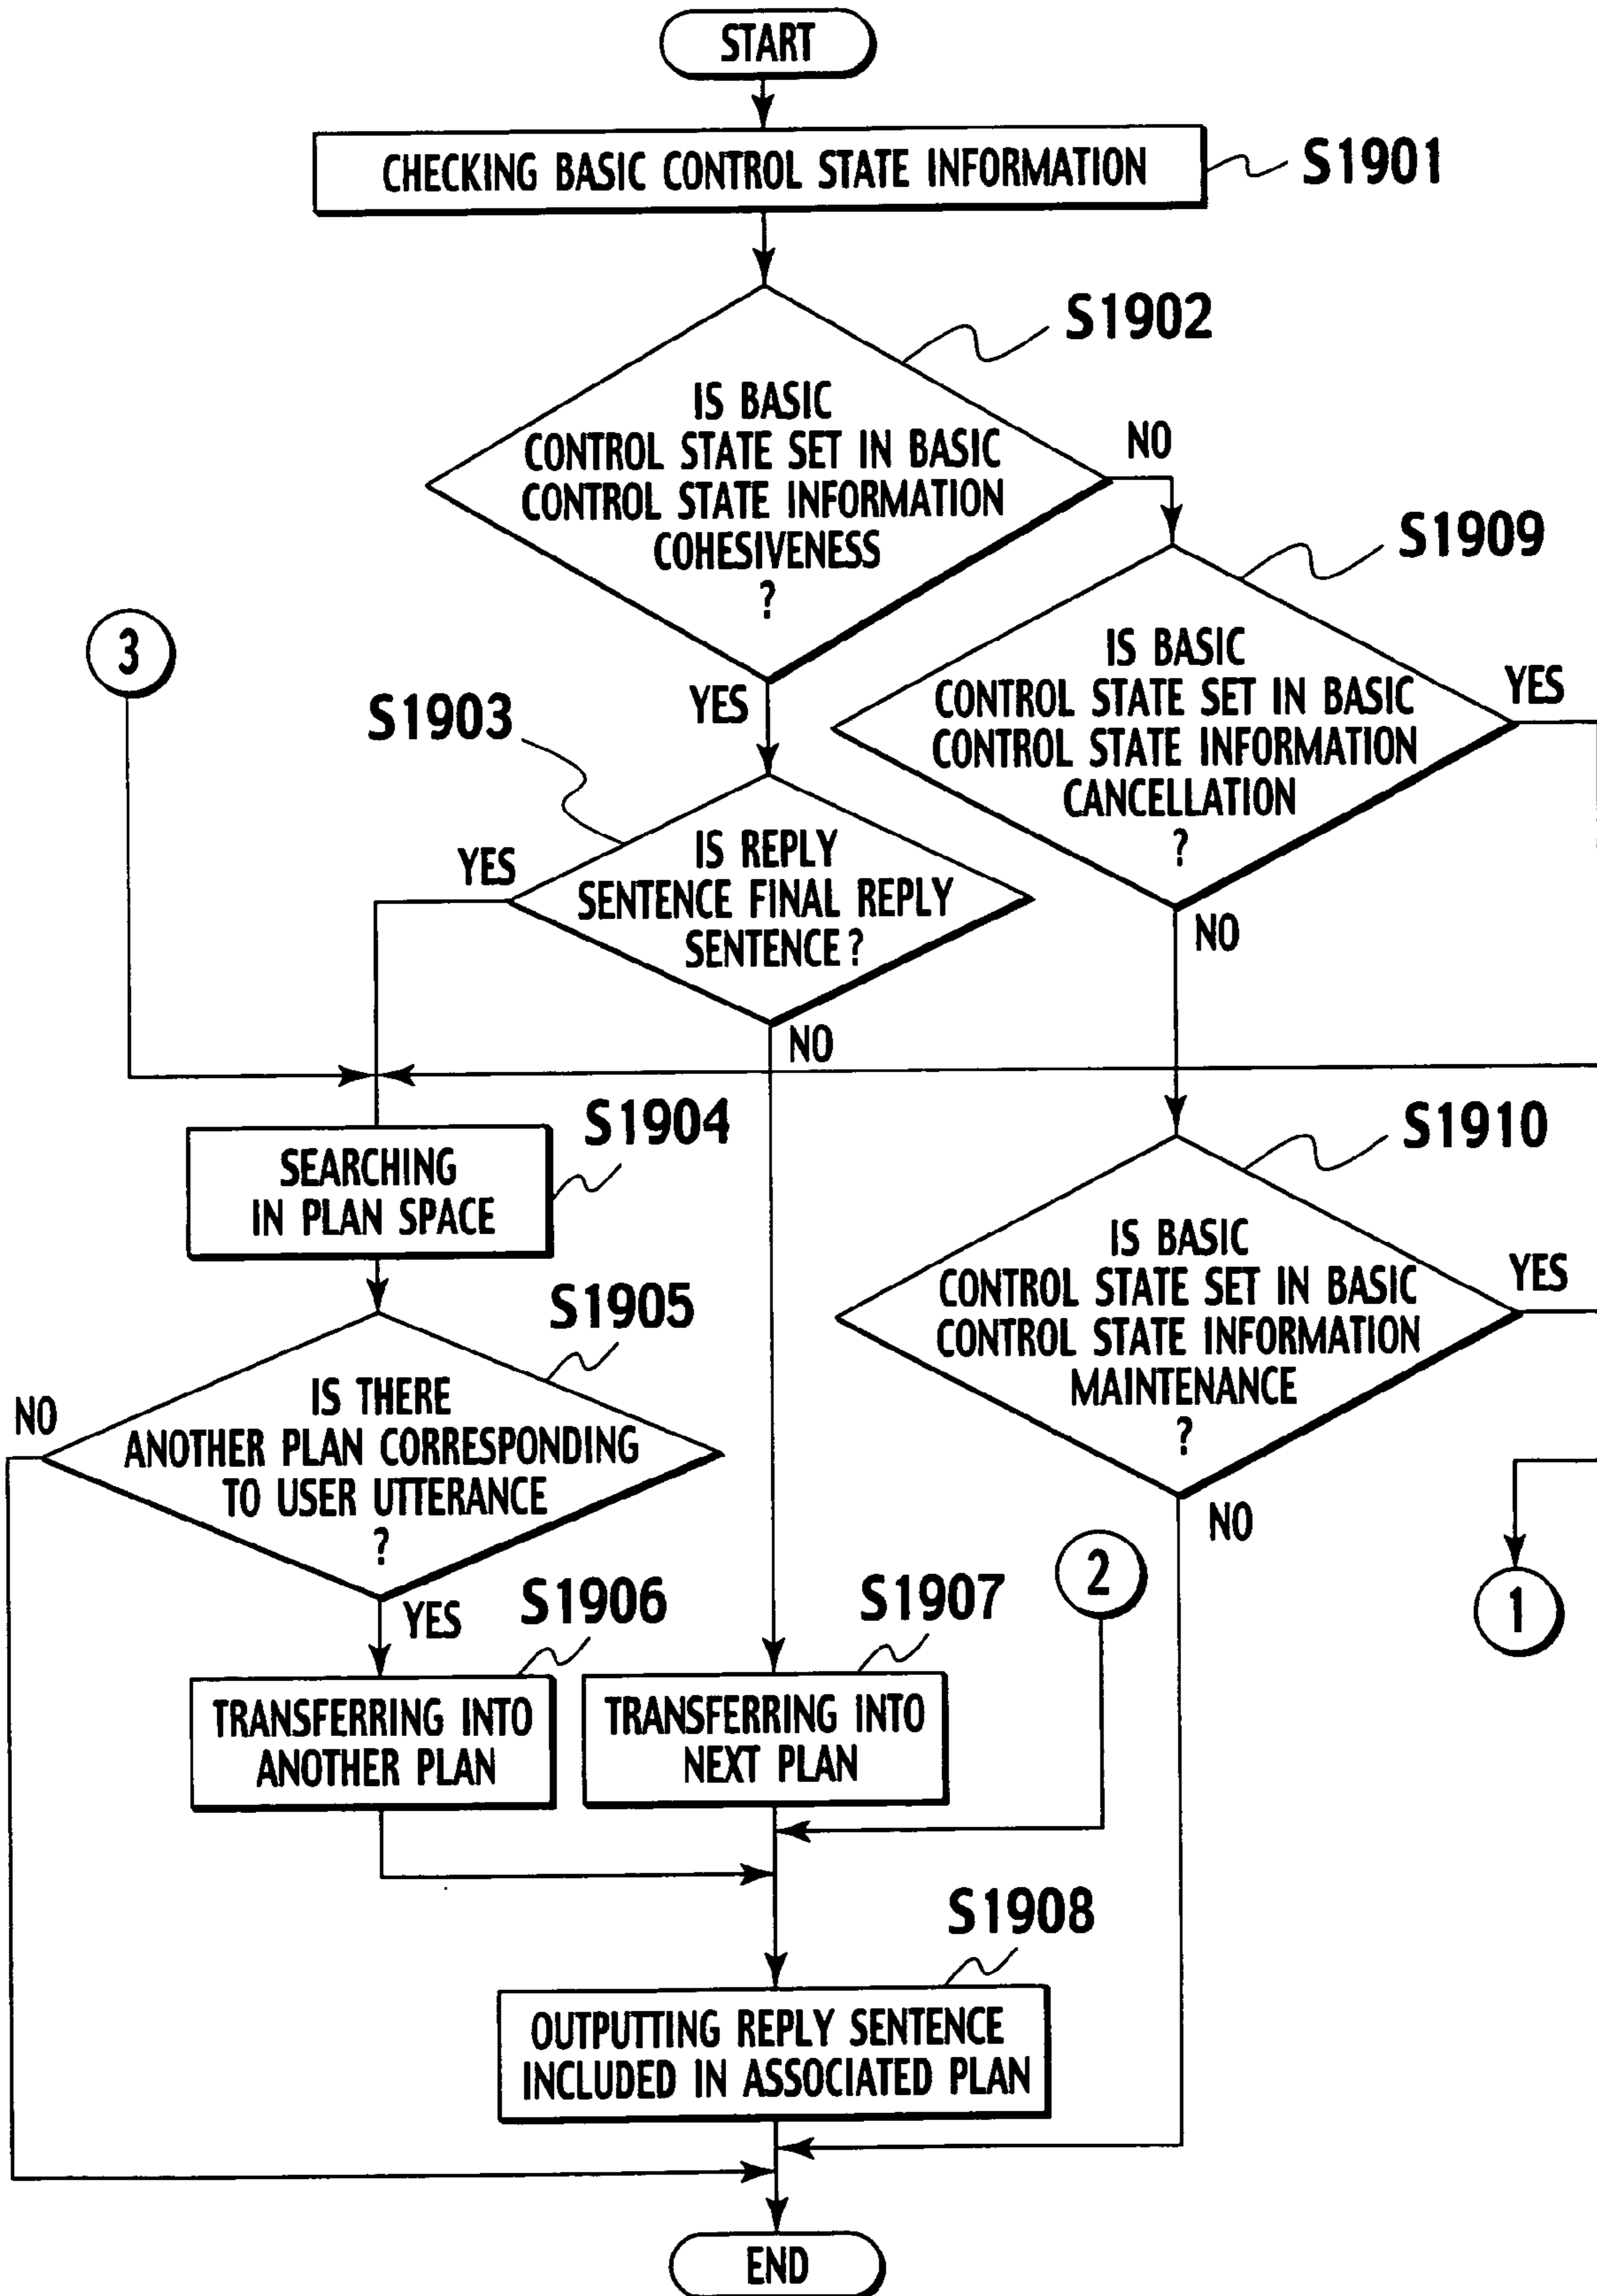 START
CHECKING BASIC CONTROL STATE INFORMATION
S1901
S1902
IS BASIC
CONTROL STATE SET IN BASIC
CONTROL STATE INFORMATION
COHESIVENESS
?
NO
YES
S1909
IS BASIC
CONTROL STATE SET IN BASIC
CONTROL STATE INFORMATION
CANCELLATION
?
YES
NO
3
S1903
IS REPLY
SENTENCE FINAL REPLY
SENTENCE?
YES
NO
S1904
SEARCHING
IN PLAN SPACE
S1910
IS BASIC
CONTROL STATE SET IN BASIC
CONTROL STATE INFORMATION
MAINTENANCE
?
YES
NO
1
S1905
IS THERE
ANOTHER PLAN CORRESPONDING
TO USER UTTERANCE
?
NO
YES
2
S1906
TRANSFERRING INTO
ANOTHER PLAN
S1907
TRANSFERRING INTO
NEXT PLAN
S1908
OUTPUTTING REPLY SENTENCE
INCLUDED IN ASSOCIATED PLAN
END